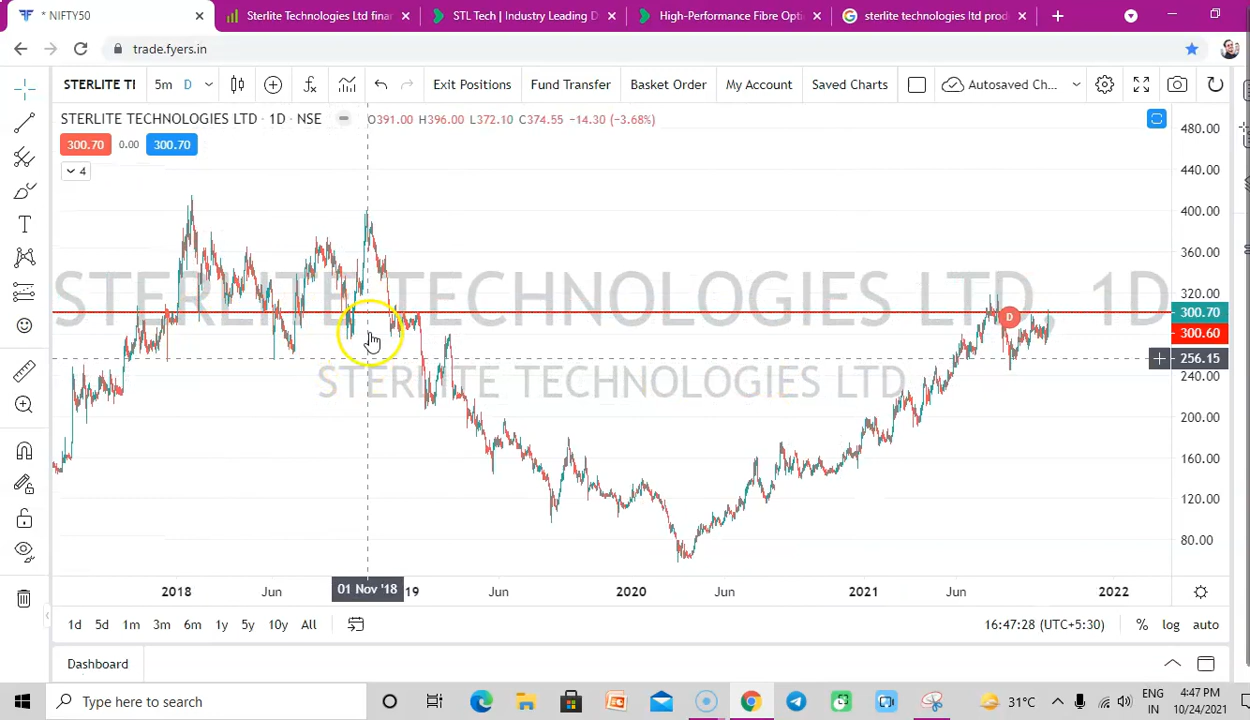 * NIFTY50
Sterlite Technologies Ltd finar
STL Tech | Industry Leading D
High-Performance Fibre Opti
sterlite technologies ltd prod
trade.fyers.in
STERLITE TI 5m D Exit Positions Fund Transfer Basket Order My Account Saved Charts Autosaved Ch...
STERLITE TECHNOLOGIES LTD · 1D · NSE O391.00 H396.00 L372.10 C374.55 −14.30 (−3.68%)
300.70 0.00 300.70
4
STERLITE TECHNOLOGIES LTD, 1D
STERLITE TECHNOLOGIES LTD
D
480.00
440.00
400.00
360.00
320.00
300.70
300.60
256.15
240.00
200.00
160.00
120.00
80.00
2018 Jun 01 Nov '18 19 Jun 2020 Jun 2021 Jun 2022
1d 5d 1m 3m 6m 1y 5y 10y All 16:47:28 (UTC+5:30) % log auto
Dashboard
Type here to search
31°C
ENG
IN
4:47 PM
10/24/2021